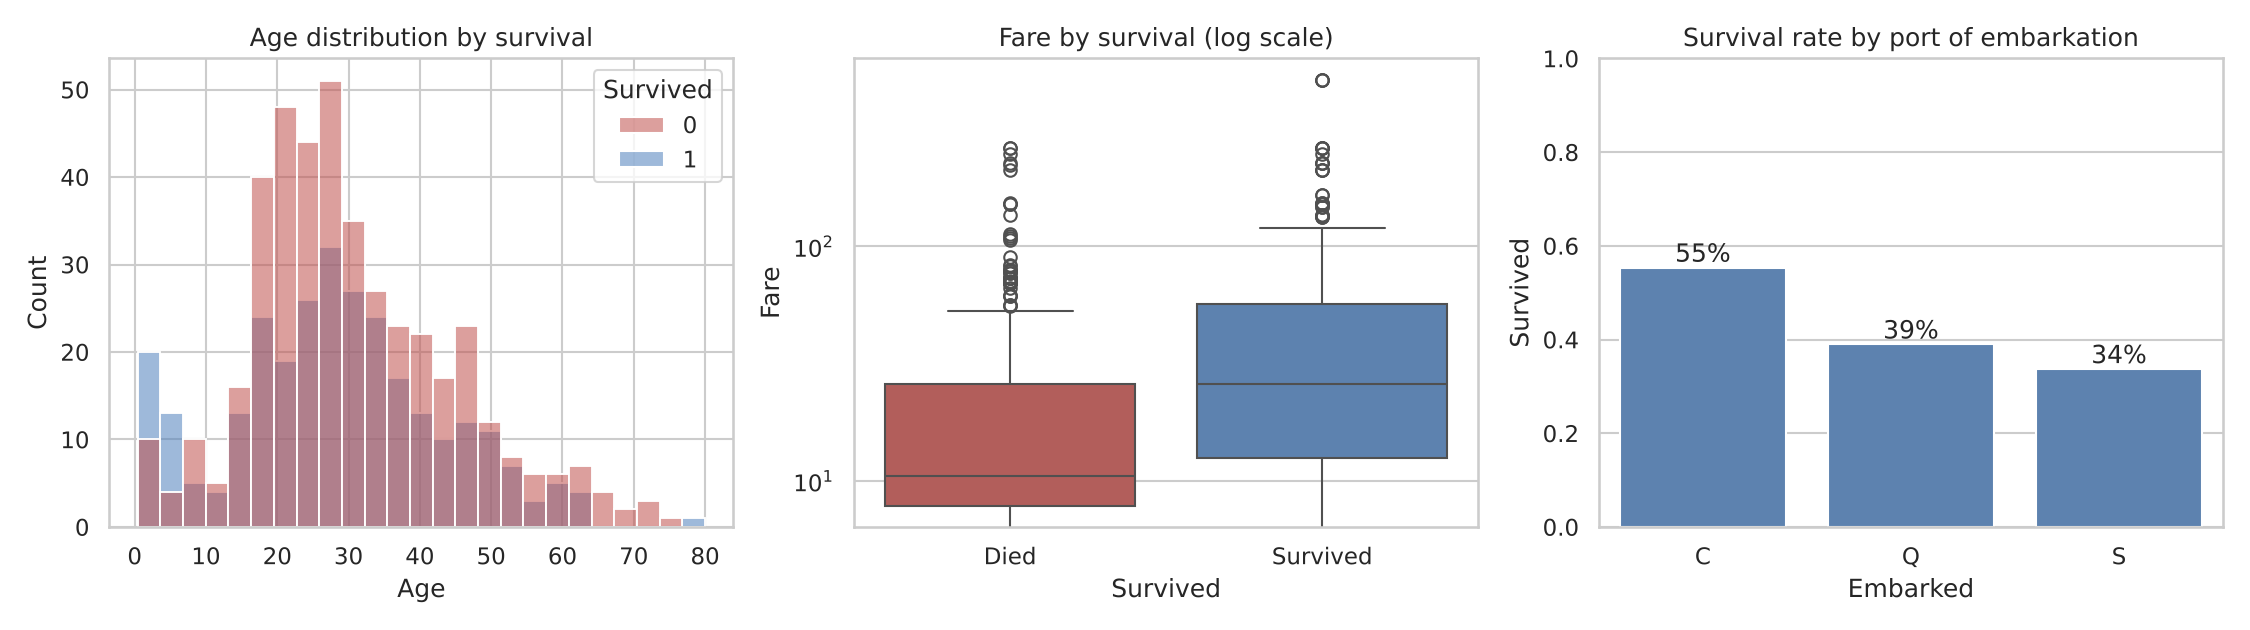 Age distribution by survival
50
40
30
20
10
0
0 10 20 30 40 50 60 70 80
Count
Age
Survived
0
1
Fare by survival (log scale)
10²
10¹
Fare
Died Survived
Survived
Survival rate by port of embarkation
1.0
0.8
0.6
0.4
0.2
0.0
Survived
55%
39%
34%
C Q S
Embarked